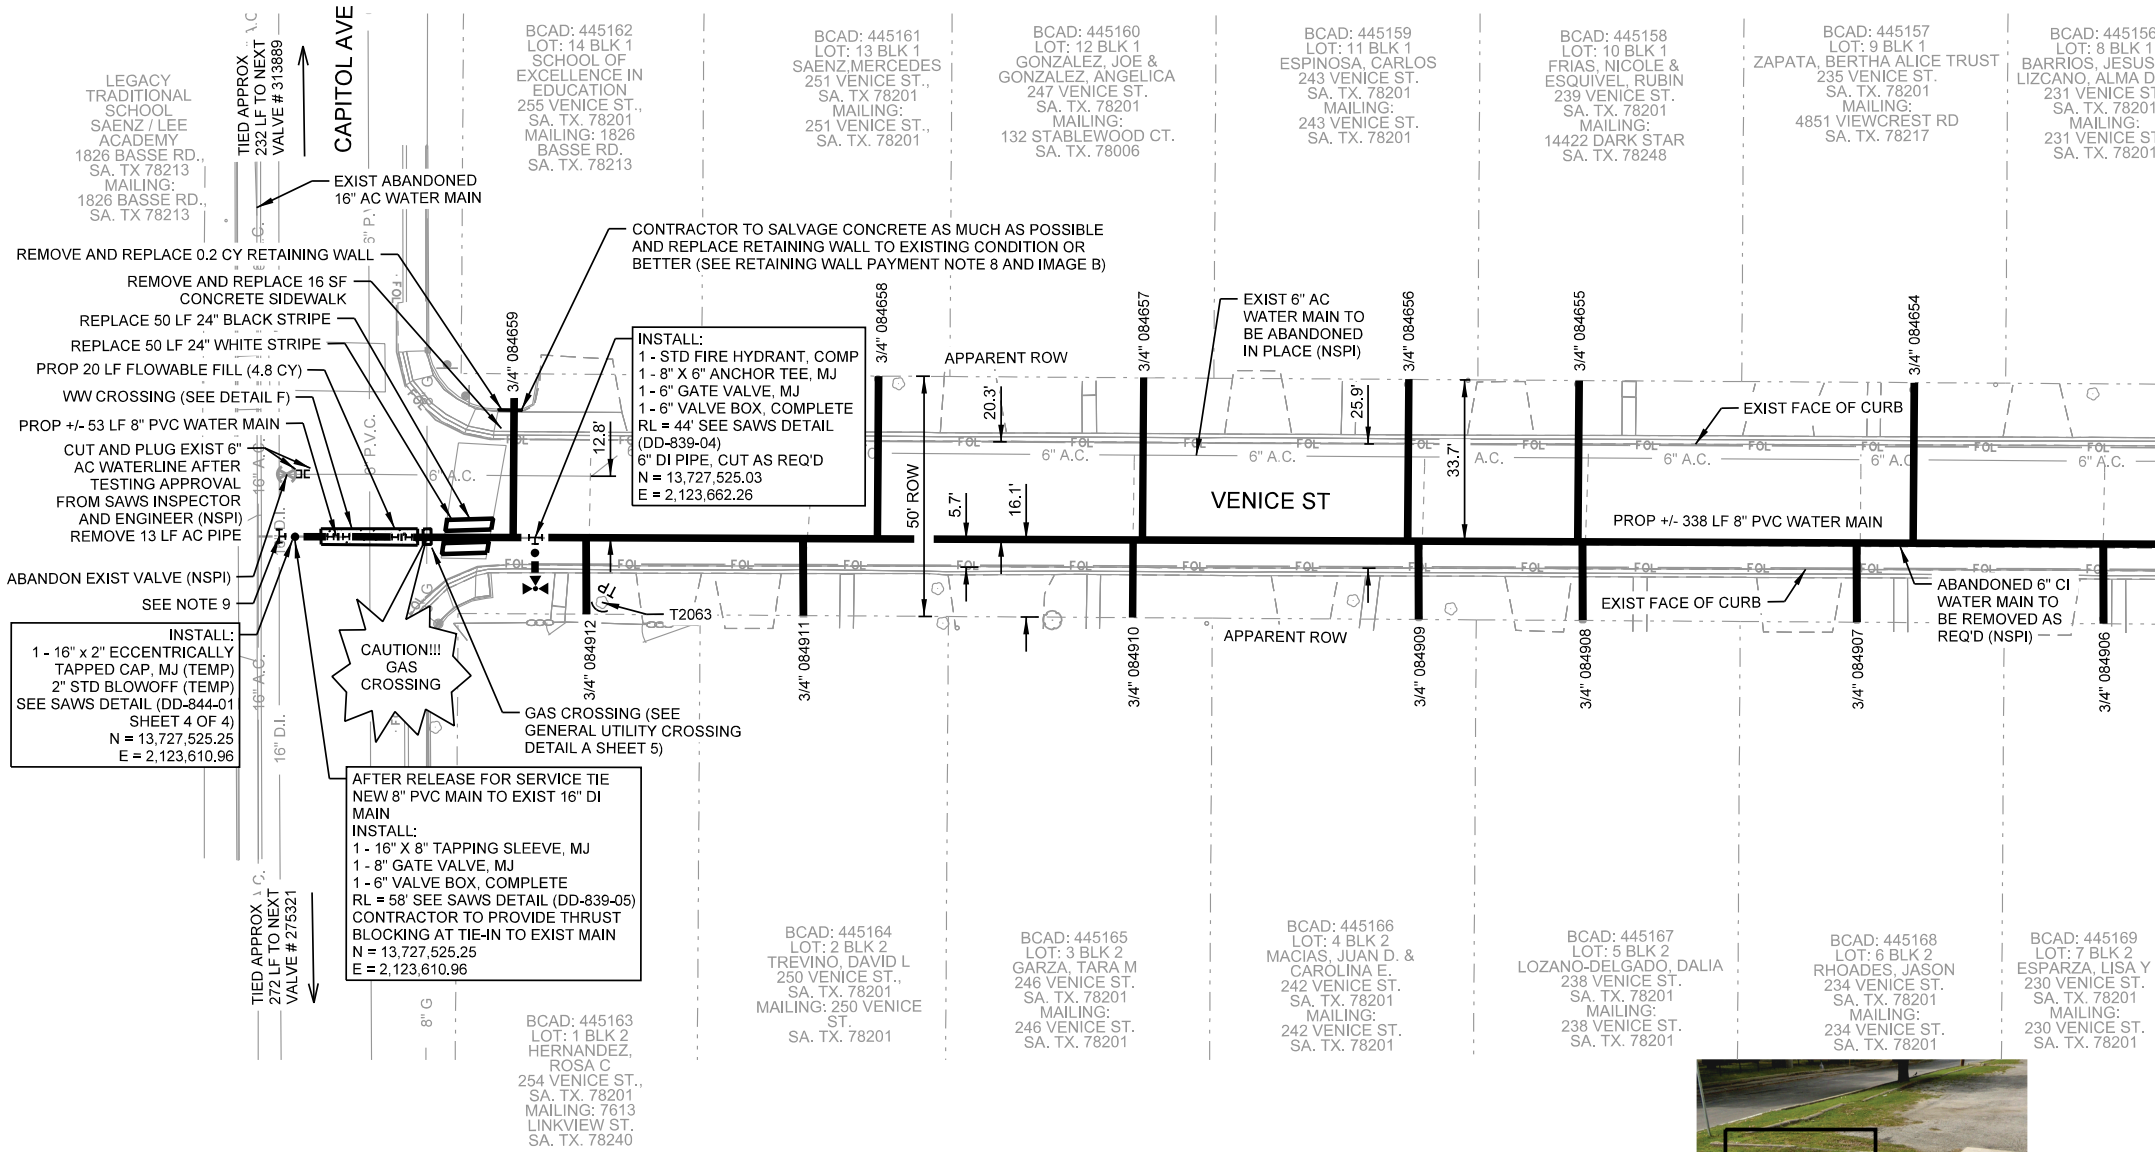 TIED APPROX
232 LF TO NEXT
VALVE # 313889
CAPITOL AVE
LEGACY
TRADITIONAL
SCHOOL
SAENZ / LEE
ACADEMY
1826 BASSE RD.,
SA. TX 78213
MAILING:
1826 BASSE RD.,
SA. TX 78213
BCAD: 445162
LOT: 14 BLK 1
SCHOOL OF
EXCELLENCE IN
EDUCATION
255 VENICE ST.,
SA. TX. 78201
MAILING: 1826
BASSE RD.
SA. TX. 78213
BCAD: 445161
LOT: 13 BLK 1
SAENZ,MERCEDES
251 VENICE ST.,
SA. TX. 78201
MAILING:
251 VENICE ST.,
SA. TX. 78201
BCAD: 445160
LOT: 12 BLK 1
GONZALEZ, JOE &
GONZALEZ, ANGELICA
247 VENICE ST.
SA. TX. 78201
MAILING:
132 STABLEWOOD CT.
SA. TX. 78006
BCAD: 445159
LOT: 11 BLK 1
ESPINOSA, CARLOS
243 VENICE ST.
SA. TX. 78201
MAILING:
243 VENICE ST.
SA. TX. 78201
BCAD: 445158
LOT: 10 BLK 1
FRIAS, NICOLE &
ESQUIVEL, RUBIN
239 VENICE ST.
SA. TX. 78201
MAILING:
14422 DARK STAR
SA. TX. 78248
BCAD: 445157
LOT: 9 BLK 1
ZAPATA, BERTHA ALICE TRUST
235 VENICE ST.
SA. TX. 78201
MAILING:
4851 VIEWCREST RD
SA. TX. 78217
BCAD: 445156
LOT: 8 BLK 1
BARRIOS, JESUS
LIZCANO, ALMA D
231 VENICE ST
SA. TX. 78201
MAILING:
231 VENICE ST
SA. TX. 78201
EXIST ABANDONED
16" AC WATER MAIN
REMOVE AND REPLACE 0.2 CY RETAINING WALL
REMOVE AND REPLACE 16 SF
CONCRETE SIDEWALK
REPLACE 50 LF 24" BLACK STRIPE
REPLACE 50 LF 24" WHITE STRIPE
PROP 20 LF FLOWABLE FILL (4.8 CY)
WW CROSSING (SEE DETAIL F)
PROP +/- 53 LF 8" PVC WATER MAIN
CUT AND PLUG EXIST 6"
AC WATERLINE AFTER
TESTING APPROVAL
FROM SAWS INSPECTOR
AND ENGINEER (NSPI)
REMOVE 13 LF AC PIPE
ABANDON EXIST VALVE (NSPI)
SEE NOTE 9
INSTALL:
1 - 16" x 2" ECCENTRICALLY
TAPPED CAP, MJ (TEMP)
2" STD BLOWOFF (TEMP)
SEE SAWS DETAIL (DD-844-01
SHEET 4 OF 4)
N = 13,727,525.25
E = 2,123,610.96
CONTRACTOR TO SALVAGE CONCRETE AS MUCH AS POSSIBLE
AND REPLACE RETAINING WALL TO EXISTING CONDITION OR
BETTER (SEE RETAINING WALL PAYMENT NOTE 8 AND IMAGE B)
INSTALL:
1 - STD FIRE HYDRANT, COMP
1 - 8" X 6" ANCHOR TEE, MJ
1 - 6" GATE VALVE, MJ
1 - 6" VALVE BOX, COMPLETE
RL = 44' SEE SAWS DETAIL
(DD-839-04)
6" DI PIPE, CUT AS REQ'D
N = 13,727,525.03
E = 2,123,662.26
3/4" 084659
3/4" 084658
3/4" 084657
3/4" 084656
3/4" 084655
3/4" 084654
EXIST 6" AC
WATER MAIN TO
BE ABANDONED
IN PLACE (NSPI)
APPARENT ROW
12.8'
20.3'
25.9'
33.7'
50' ROW
5.7'
16.1'
6" A.C.
6" A.C.
6" A.C.
A.C.
6" A.C.
6" A.C.
6" A.C.
VENICE ST
EXIST FACE OF CURB
PROP +/- 338 LF 8" PVC WATER MAIN
EXIST FACE OF CURB
ABANDONED 6" CI
WATER MAIN TO
BE REMOVED AS
REQ'D (NSPI)
APPARENT ROW
TP
T2063
3/4" 084912
3/4" 084911
3/4" 084910
3/4" 084909
3/4" 084908
3/4" 084907
3/4" 084906
CAUTION!!!
GAS
CROSSING
GAS CROSSING (SEE
GENERAL UTILITY CROSSING
DETAIL A SHEET 5)
16" A.C.
16" D.I.
8" G
AFTER RELEASE FOR SERVICE TIE
NEW 8" PVC MAIN TO EXIST 16" DI
MAIN
INSTALL:
1 - 16" X 8" TAPPING SLEEVE, MJ
1 - 8" GATE VALVE, MJ
1 - 6" VALVE BOX, COMPLETE
RL = 58' SEE SAWS DETAIL (DD-839-05)
CONTRACTOR TO PROVIDE THRUST
BLOCKING AT TIE-IN TO EXIST MAIN
N = 13,727,525.25
E = 2,123,610.96
TIED APPROX
272 LF TO NEXT
VALVE # 275321
BCAD: 445163
LOT: 1 BLK 2
HERNANDEZ,
ROSA C
254 VENICE ST.,
SA. TX. 78201
MAILING: 7613
LINKVIEW ST.
SA. TX. 78240
BCAD: 445164
LOT: 2 BLK 2
TREVINO, DAVID L
250 VENICE ST.,
SA. TX. 78201
MAILING: 250 VENICE
ST.
SA. TX. 78201
BCAD: 445165
LOT: 3 BLK 2
GARZA, TARA M
246 VENICE ST.
SA. TX. 78201
MAILING:
246 VENICE ST.
SA. TX. 78201
BCAD: 445166
LOT: 4 BLK 2
MACIAS, JUAN D. &
CAROLINA E.
242 VENICE ST.
SA. TX. 78201
MAILING:
242 VENICE ST.
SA. TX. 78201
BCAD: 445167
LOT: 5 BLK 2
LOZANO-DELGADO, DALIA
238 VENICE ST.
SA. TX. 78201
MAILING:
238 VENICE ST.
SA. TX. 78201
BCAD: 445168
LOT: 6 BLK 2
RHOADES, JASON
234 VENICE ST.
SA. TX. 78201
MAILING:
234 VENICE ST.
SA. TX. 78201
BCAD: 445169
LOT: 7 BLK 2
ESPARZA, LISA Y
230 VENICE ST.
SA. TX. 78201
MAILING:
230 VENICE ST.
SA. TX. 78201